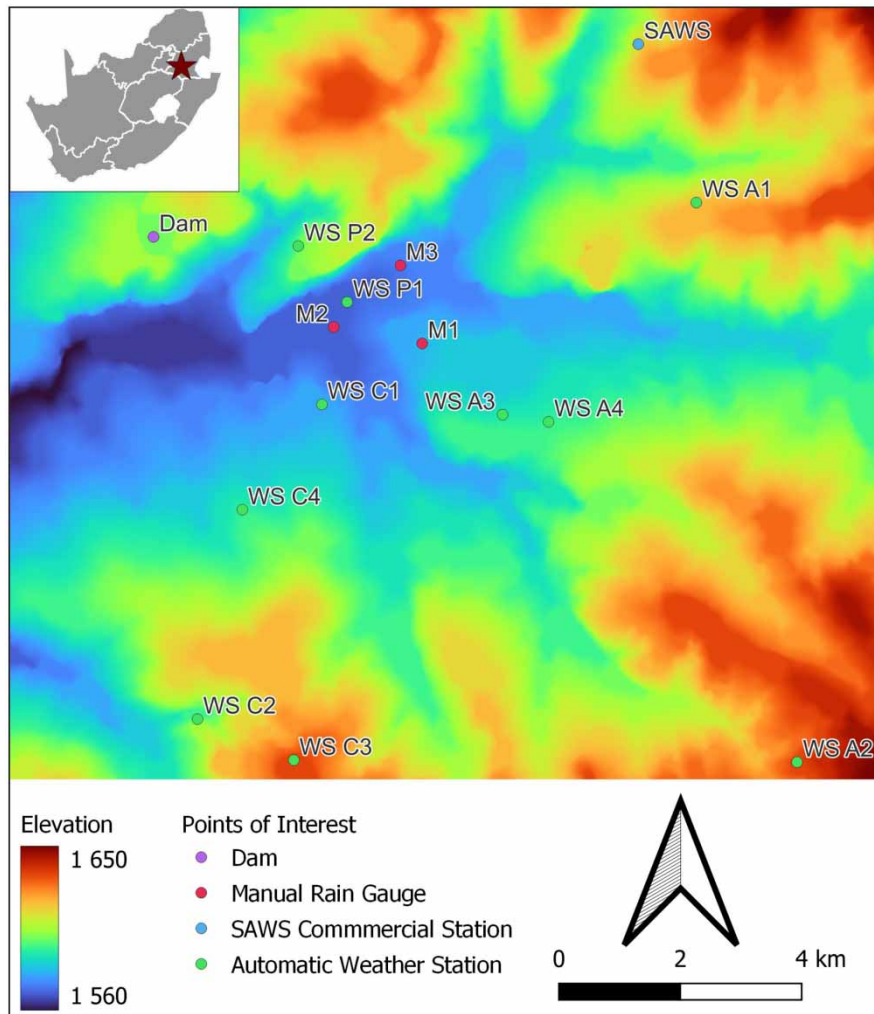 SAWS
WS A1
Dam
WS P2
M3
WS P1
M2
M1
WS C1
WS A3
WS A4
WS C4
WS C2
WS C3
WS A2
Elevation
1 650
1 560
Points of Interest
Dam
Manual Rain Gauge
SAWS Commmercial Station
Automatic Weather Station
0 2 4 km